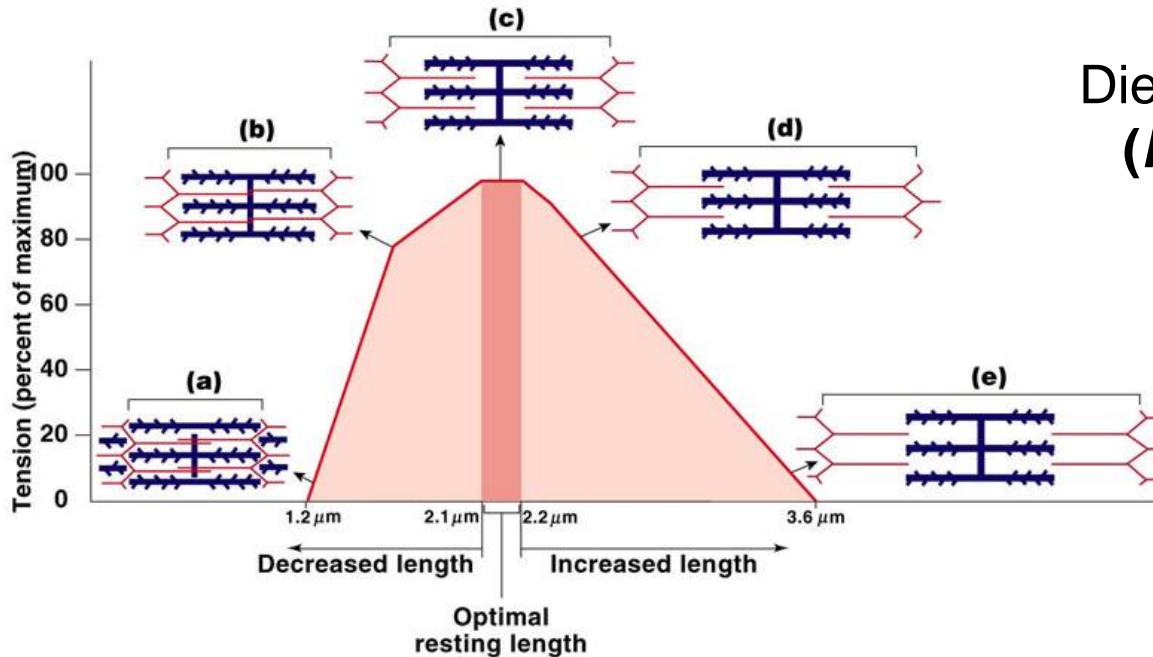 (c)
Die
(b)
(d)
Tension (percent of maximum)
100
80
60
40
20
0
(a)
(e)
1.2 μm
2.1 μm
2.2 μm
3.6 μm
Decreased length
Increased length
Optimal
resting length